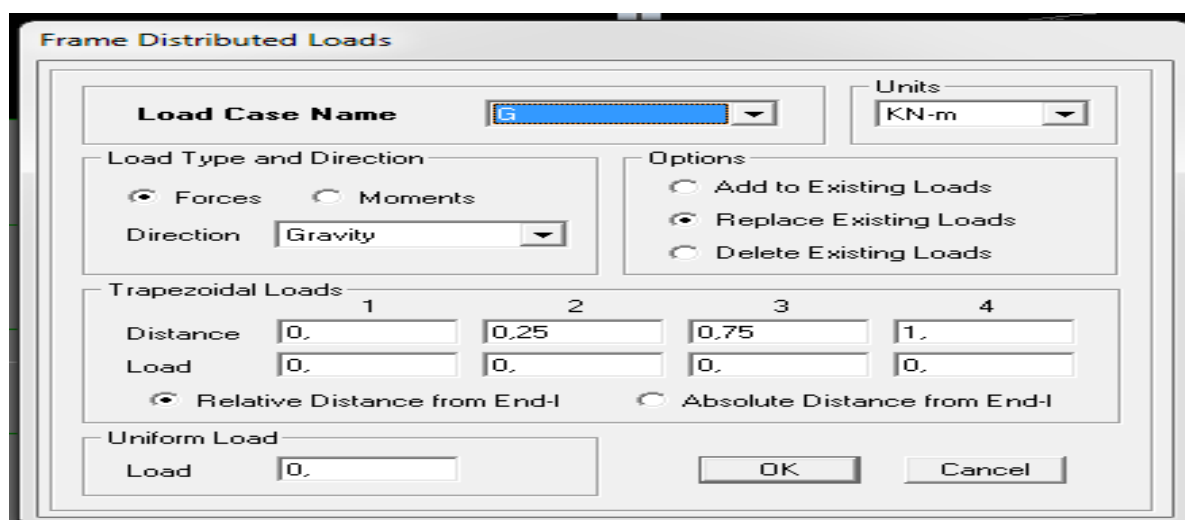 Frame Distributed Loads
Load Case Name G
Units
KN-m
Load Type and Direction
Forces Moments
Direction Gravity
Options
Add to Existing Loads
Replace Existing Loads
Delete Existing Loads
Trapezoidal Loads
1 2 3 4
Distance 0, 0,25 0,75 1,
Load 0, 0, 0, 0,
Relative Distance from End-I Absolute Distance from End-I
Uniform Load
Load 0,
OK Cancel